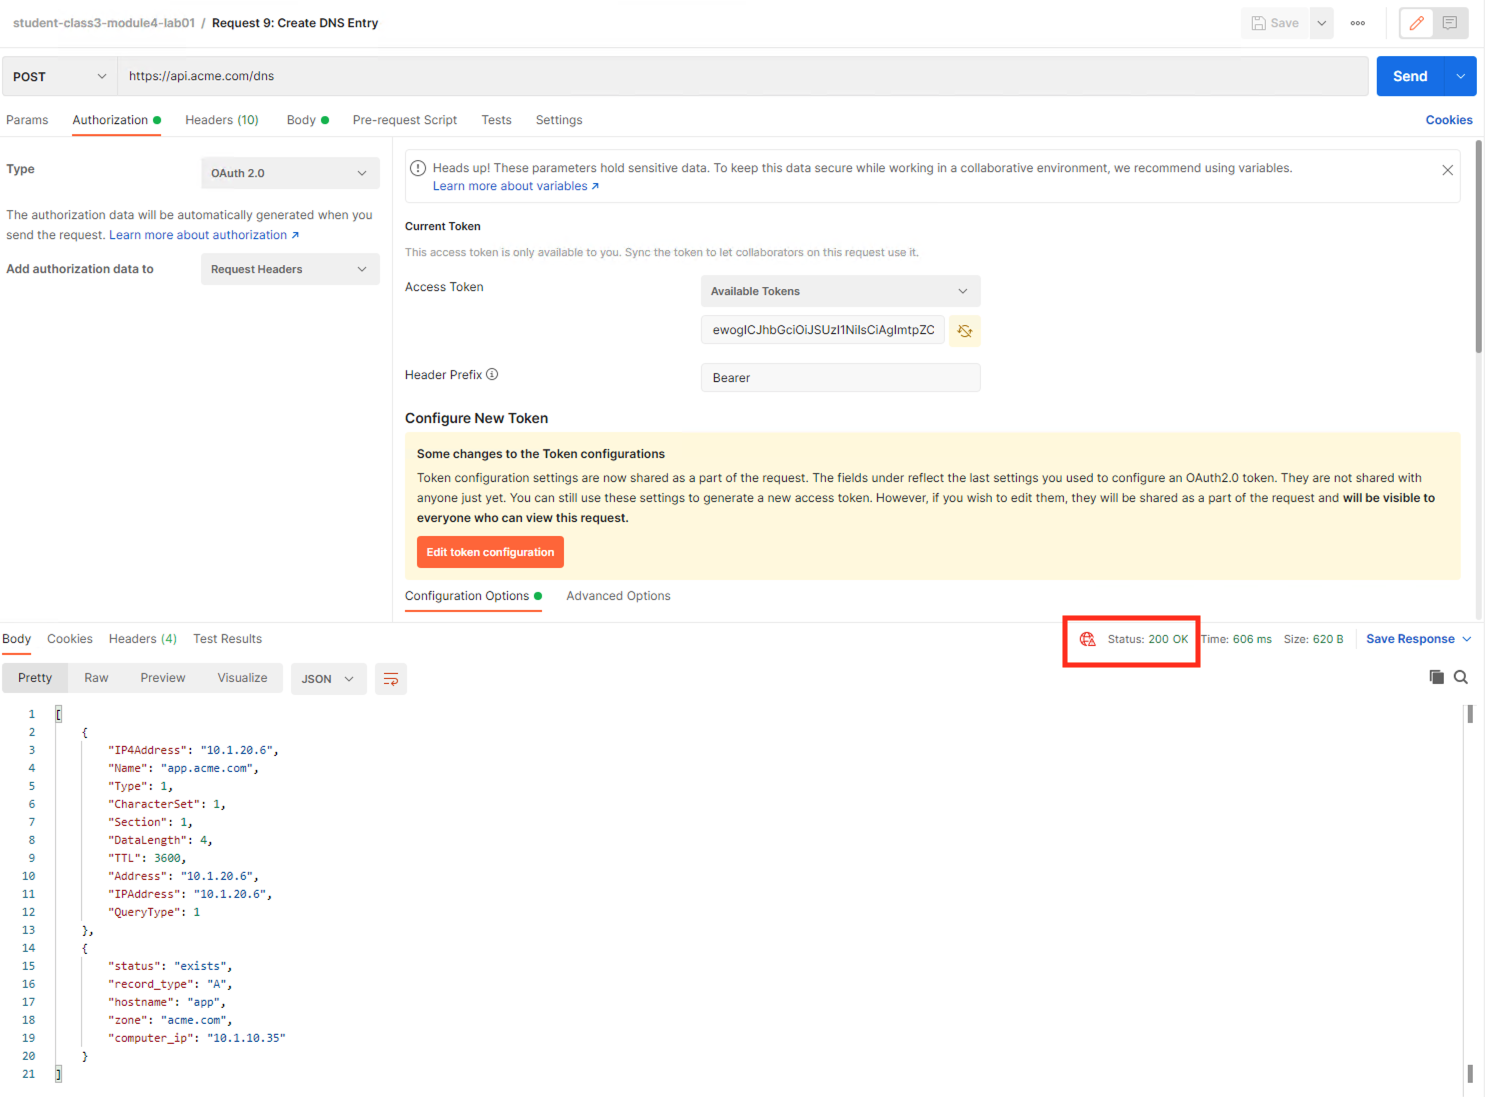 student-class3-module4-lab01 / Request 9: Create DNS Entry
Save
POST https://api.acme.com/dns Send
Params Authorization Headers (10) Body Pre-request Script Tests Settings Cookies
Type OAuth 2.0
The authorization data will be automatically generated when you
send the request. Learn more about authorization ↗
Add authorization data to Request Headers
Heads up! These parameters hold sensitive data. To keep this data secure while working in a collaborative environment, we recommend using variables.
Learn more about variables ↗
Current Token
This access token is only available to you. Sync the token to let collaborators on this request use it.
Access Token Available Tokens
ewogICJhbGciOiJSUzI1NiIsCiAgImtpZC
Header Prefix Bearer
Configure New Token
Some changes to the Token configurations
Token configuration settings are now shared as a part of the request. The fields under reflect the last settings you used to configure an OAuth2.0 token. They are not shared with
anyone just yet. You can still use these settings to generate a new access token. However, if you wish to edit them, they will be shared as a part of the request and will be visible to
everyone who can view this request.
Edit token configuration
Configuration Options Advanced Options
Body Cookies Headers (4) Test Results Status: 200 OK Time: 606 ms Size: 620 B Save Response
Pretty Raw Preview Visualize JSON
1 [
2 {
3 "IP4Address": "10.1.20.6",
4 "Name": "app.acme.com",
5 "Type": 1,
6 "CharacterSet": 1,
7 "Section": 1,
8 "DataLength": 4,
9 "TTL": 3600,
10 "Address": "10.1.20.6",
11 "IPAddress": "10.1.20.6",
12 "QueryType": 1
13 },
14 {
15 "status": "exists",
16 "record_type": "A",
17 "hostname": "app",
18 "zone": "acme.com",
19 "computer_ip": "10.1.10.35"
20 }
21 ]